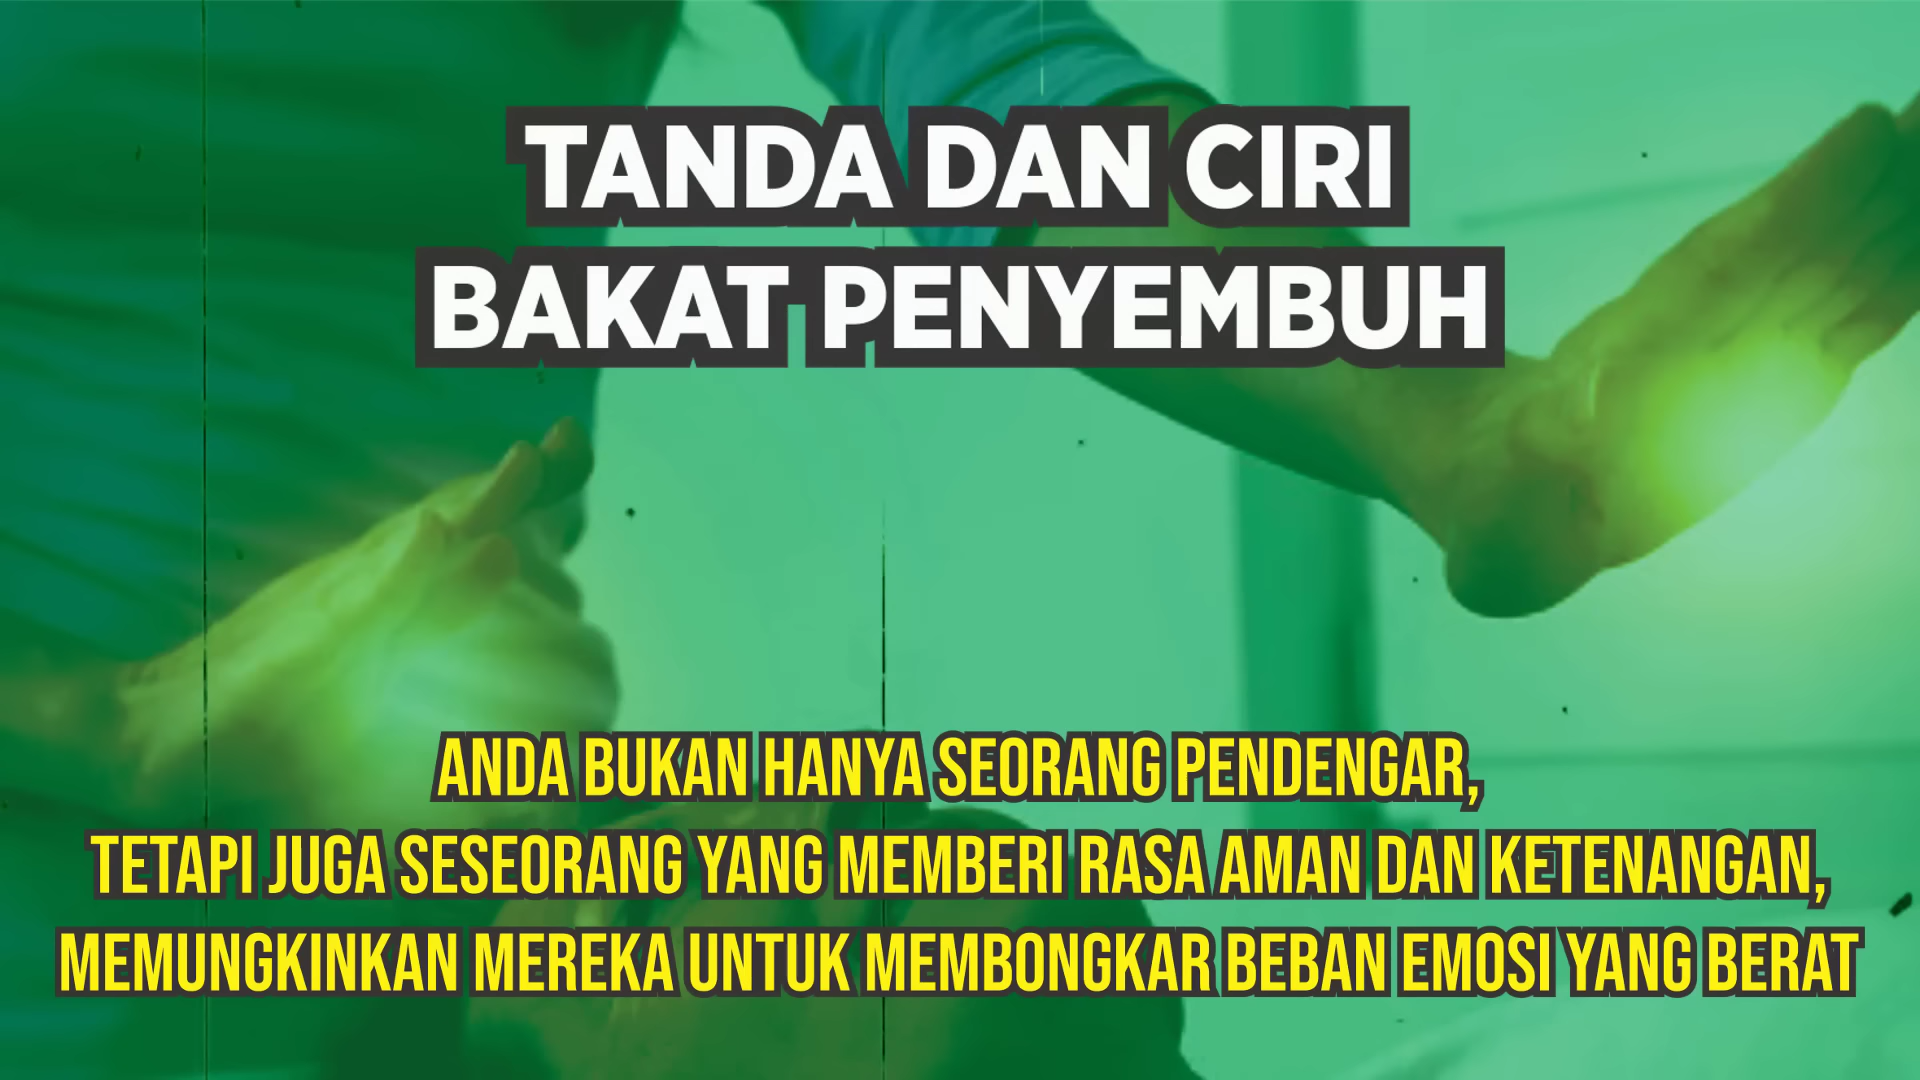 TANDA DAN CIRI
BAKAT PENYEMBUH
ANDA BUKAN HANYA SEORANG PENDENGAR,
TETAPI JUGA SESEORANG YANG MEMBERI RASA AMAN DAN KETENANGAN,
MEMUNGKINKAN MEREKA UNTUK MEMBONGKAR BEBAN EMOSI YANG BERAT